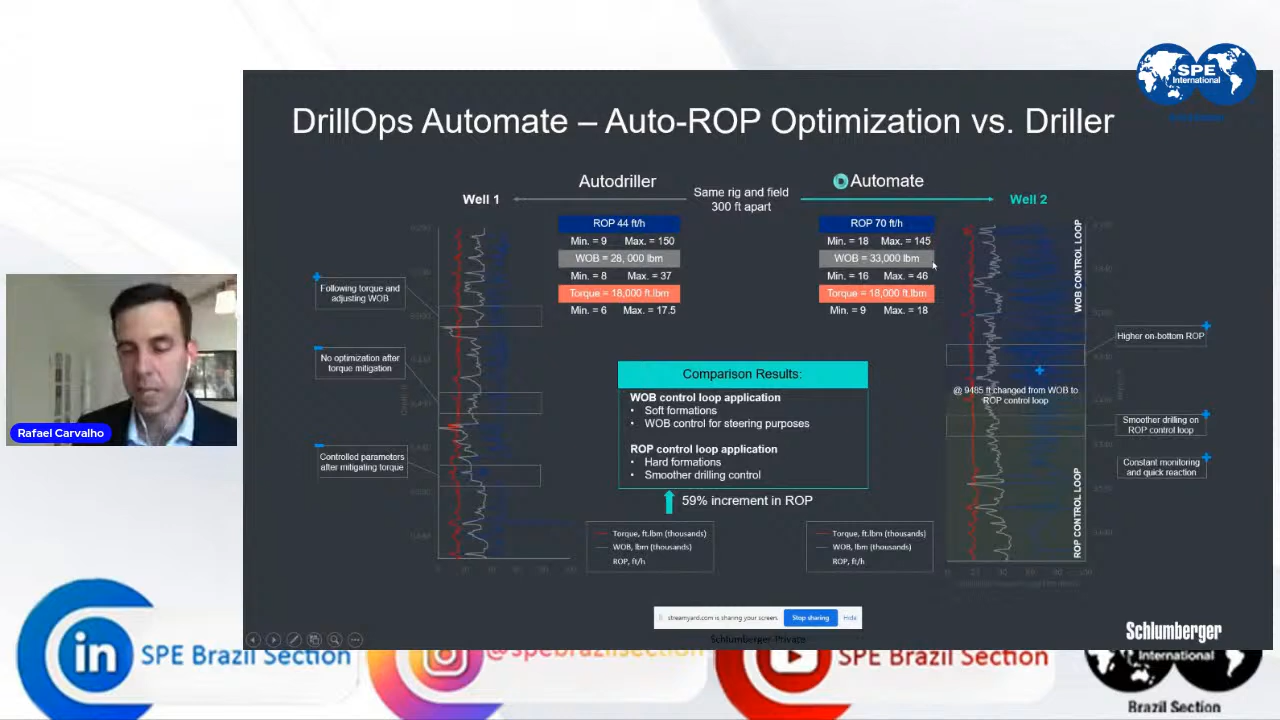 SPE
International
DrillOps Automate – Auto-ROP Optimization vs. Driller
Autodriller
Automate
Same rig and field
300 ft apart
Well 1
Well 2
ROP 44 ft/h
Min. = 9 Max. = 150
WOB = 28, 000 lbm
Min. = 8 Max. = 37
Torque = 18,000 ft.lbm
Min. = 6 Max. = 17.5
ROP 70 ft/h
Min. = 18 Max. = 145
WOB = 33,000 lbm
Min. = 16 Max. = 46
Torque = 18,000 ft.lbm
Min. = 9 Max. = 18
WOB CONTROL LOOP
ROP CONTROL LOOP
Following torque and
adjusting WOB
No optimization after
torque mitigation
Controlled parameters
after mitigating torque
Higher on-bottom ROP
@ 9485 ft changed from WOB to
ROP control loop
Smoother drilling on
ROP control loop
Constant monitoring
and quick reaction
Comparison Results:
WOB control loop application
• Soft formations
• WOB control for steering purposes
ROP control loop application
• Hard formations
• Smoother drilling control
59% increment in ROP
Torque, ft.lbm (thousands)
WOB, lbm (thousands)
ROP, ft/h
Torque, ft.lbm (thousands)
WOB, lbm (thousands)
ROP, ft/h
Rafael Carvalho
streamyard.com is sharing your screen.
Stop sharing
Hide
Schlumberger-Private
Schlumberger
in
SPE Brazil Section
@spebrazilsection
SPE Brazil Section
International
Brazil Section